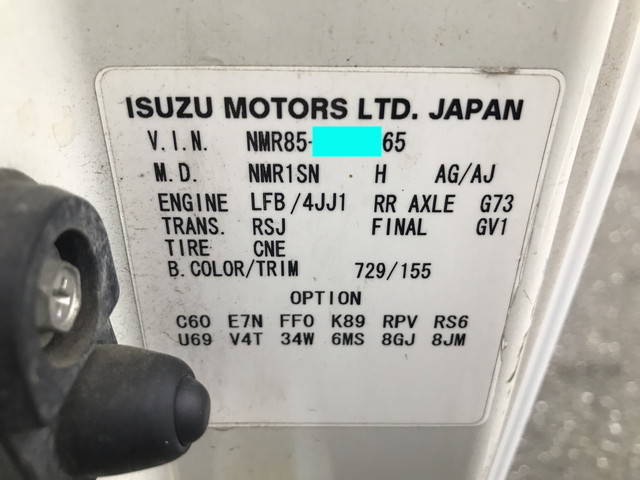 ISUZU MOTORS LTD. JAPAN
V.I.N. NMR85- 65
M.D. NMR1SN H AG/AJ
ENGINE LFB/4JJ1 RR AXLE G73
TRANS. RSJ FINAL GV1
TIRE CNE
B.COLOR/TRIM 729/155
OPTION
C60 E7N FF0 K89 RPV RS6
U69 V4T 34W 6MS 8GJ 8JM